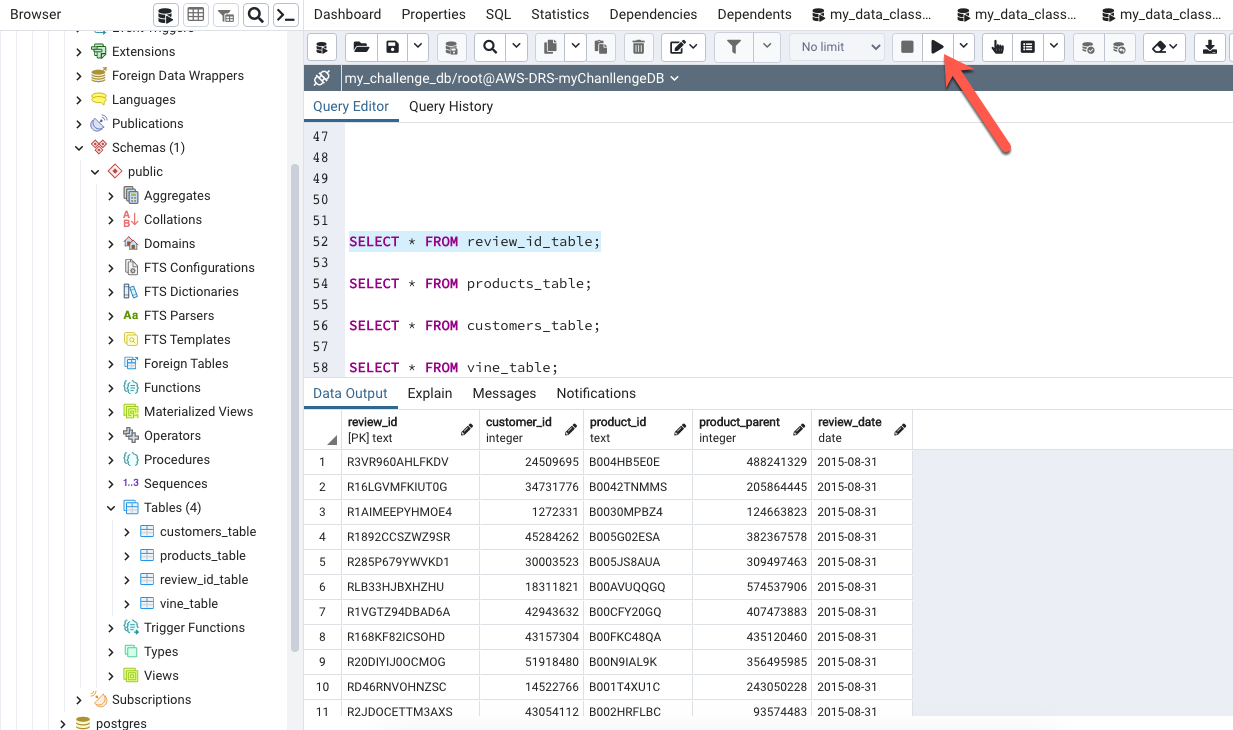 Browser
Dashboard Properties SQL Statistics Dependencies Dependents my_data_class... my_data_class... my_data_class...
No limit
my_challenge_db/root@AWS-DRS-myChanllengeDB
Query Editor Query History
Event Triggers
Extensions
Foreign Data Wrappers
Languages
Publications
Schemas (1)
public
Aggregates
Collations
Domains
FTS Configurations
FTS Dictionaries
Aa FTS Parsers
FTS Templates
Foreign Tables
Functions
Materialized Views
Operators
Procedures
1..3 Sequences
Tables (4)
customers_table
products_table
review_id_table
vine_table
Trigger Functions
Types
Views
Subscriptions
postgres
47
48
49
50
51
52 SELECT * FROM review_id_table;
53
54 SELECT * FROM products_table;
55
56 SELECT * FROM customers_table;
57
58 SELECT * FROM vine_table;
Data Output Explain Messages Notifications
review_id customer_id product_id product_parent review_date
[PK] text integer text integer date
1 R3VR960AHLFKDV 24509695 B004HB5E0E 488241329 2015-08-31
2 R16LGVMFKIUT0G 34731776 B0042TNMMS 205864445 2015-08-31
3 R1AIMEEPYHMOE4 1272331 B0030MPBZ4 124663823 2015-08-31
4 R1892CCSZWZ9SR 45284262 B005G02ESA 382367578 2015-08-31
5 R285P679YWVKD1 30003523 B005JS8AUA 309497463 2015-08-31
6 RLB33HJBXHZHU 18311821 B00AVUQQGQ 574537906 2015-08-31
7 R1VGTZ94DBAD6A 42943632 B00CFY20GQ 407473883 2015-08-31
8 R168KF82ICSOHD 43157304 B00FKC48QA 435120460 2015-08-31
9 R20DIYIJ0OCMOG 51918480 B00N9IAL9K 356495985 2015-08-31
10 RD46RNVOHNZSC 14522766 B001T4XU1C 243050228 2015-08-31
11 R2JDOCETTM3AXS 43054112 B002HRFLBC 93574483 2015-08-31